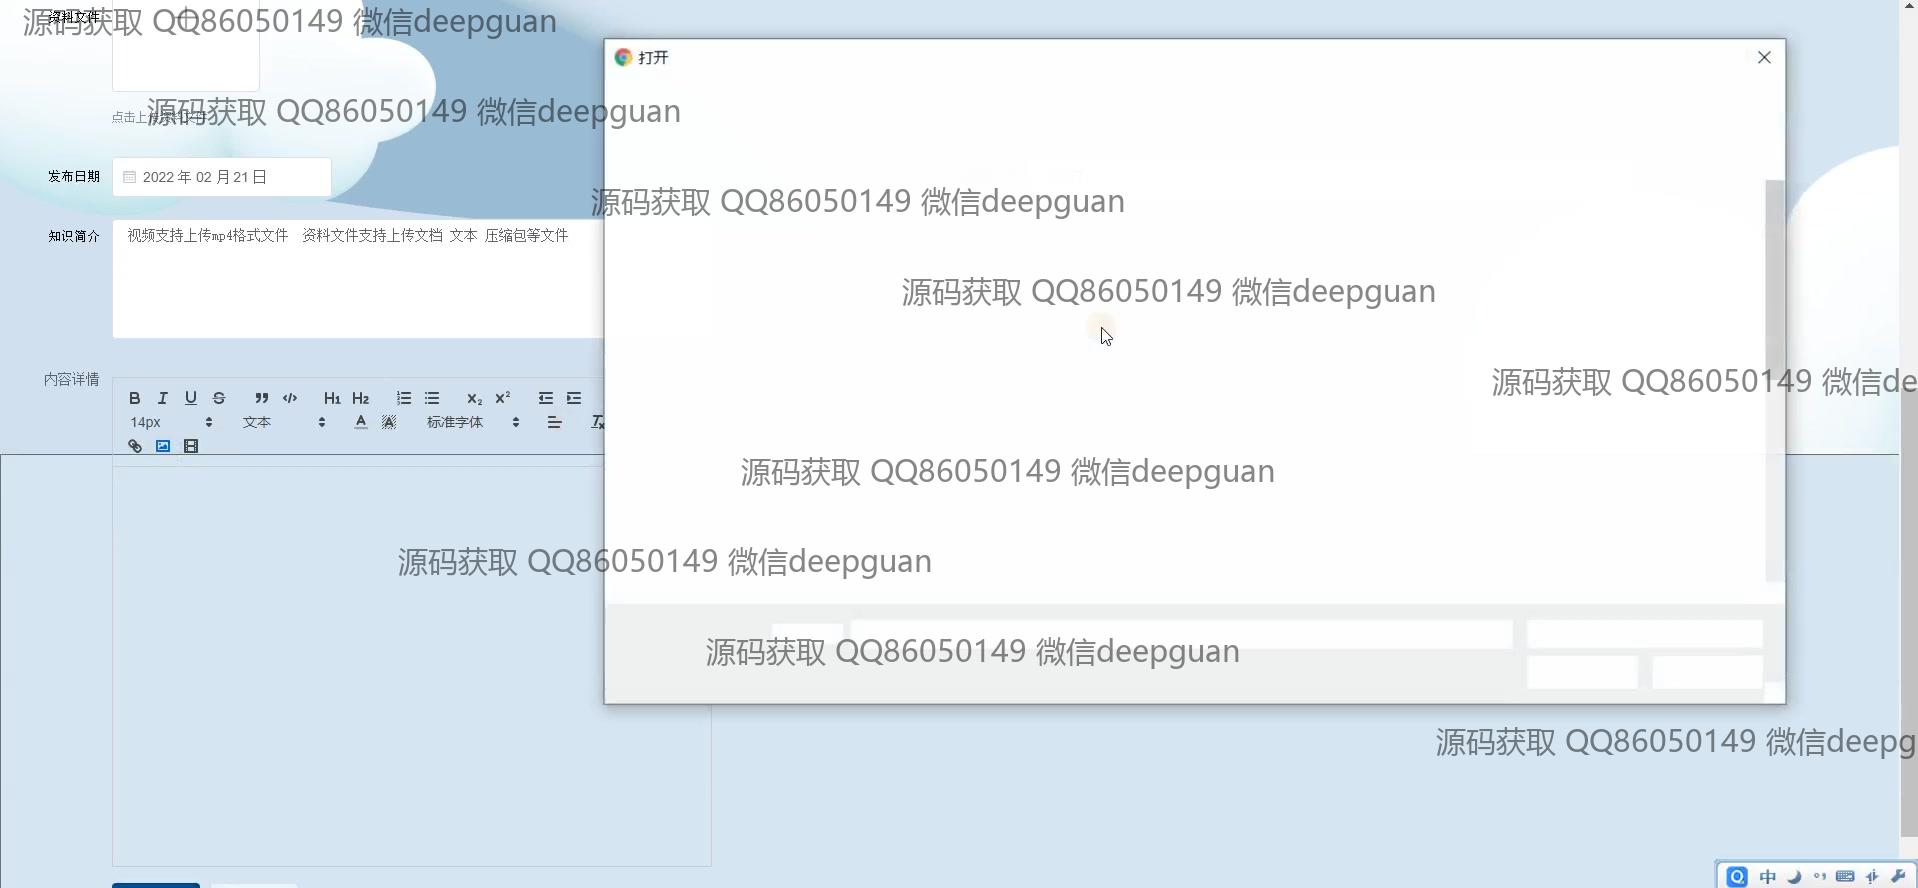 资料文件
源码获取 QQ86050149 微信deepguan
打开
源码获取 QQ86050149 微信deepguan
点击上传资料文件
发布日期
2022 年 02 月 21 日
源码获取 QQ86050149 微信deepguan
知识简介
视频支持上传mp4格式文件 资料文件支持上传文档 文本 压缩包等文件
源码获取 QQ86050149 微信deepguan
内容详情
源码获取 QQ86050149 微信de
B I U S H1 H2 x2 x2
14px 文本 A A 标准字体 Tx
源码获取 QQ86050149 微信deepguan
源码获取 QQ86050149 微信deepguan
源码获取 QQ86050149 微信deepguan
源码获取 QQ86050149 微信deepg
中